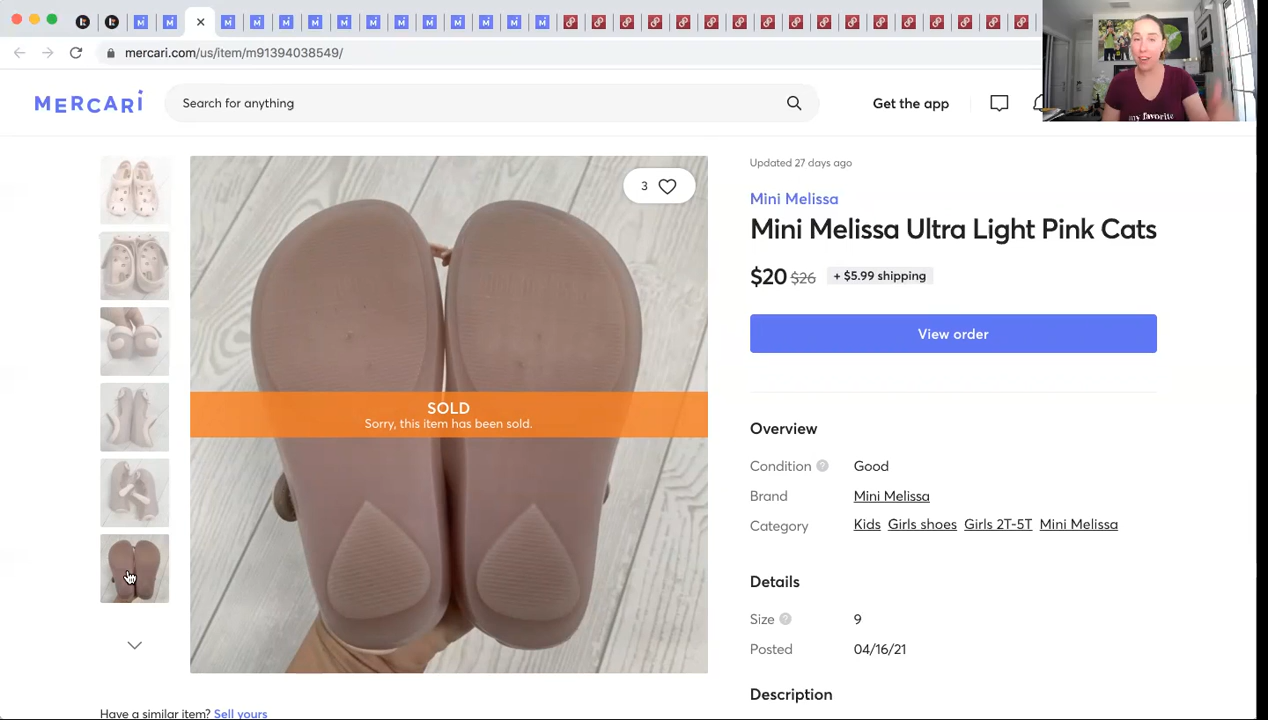 mercari.com/us/item/m91394038549/
MERCARI
Search for anything
Get the app
my favorite
3
SOLD
Sorry, this item has been sold.
Updated 27 days ago
Mini Melissa
Mini Melissa Ultra Light Pink Cats
$20 $26 + $5.99 shipping
View order
Overview
Condition ? Good
Brand Mini Melissa
Category Kids Girls shoes Girls 2T-5T Mini Melissa
Details
Size ? 9
Posted 04/16/21
Description
Have a similar item? Sell yours